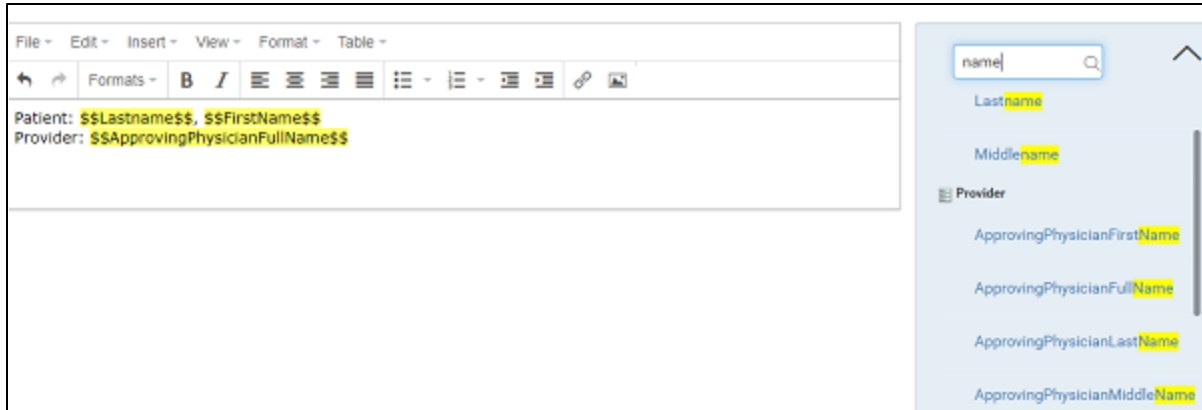 File Edit Insert View Format Table
Formats B I
Patient: $$Lastname$$, $$FirstName$$
Provider: $$ApprovingPhysicianFullName$$
name
Lastname
Middlename
Provider
ApprovingPhysicianFirstName
ApprovingPhysicianFullName
ApprovingPhysicianLastName
ApprovingPhysicianMiddleName